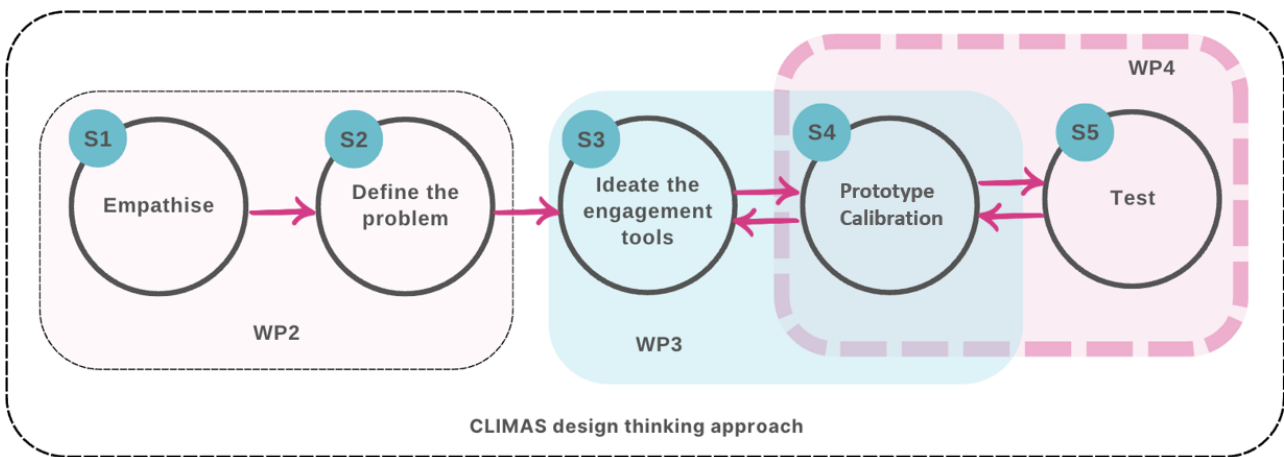 WP4
S1
Empathise
S2
Define the
problem
S3
Ideate the
engagement
tools
S4
Prototype
Calibration
S5
Test
WP2
WP3
CLIMAS design thinking approach